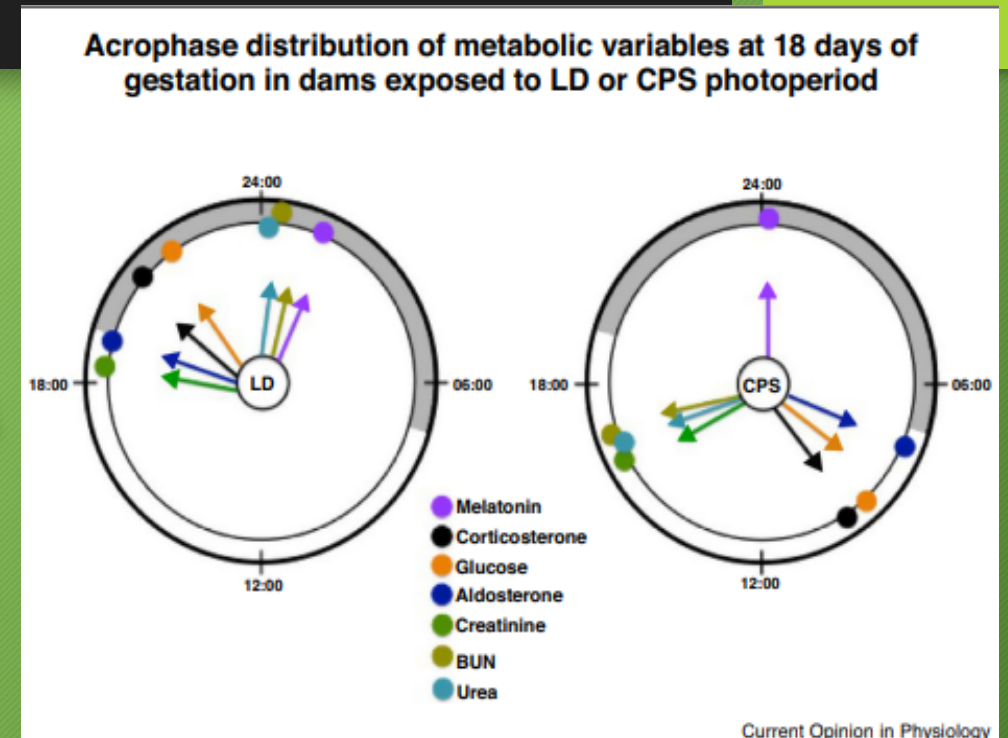 Acrophase distribution of metabolic variables at 18 days of
gestation in dams exposed to LD or CPS photoperiod
24:00
18:00
LD
06:00
12:00
24:00
18:00
CPS
06:00
12:00
Melatonin
Corticosterone
Glucose
Aldosterone
Creatinine
BUN
Urea
Current Opinion in Physiology